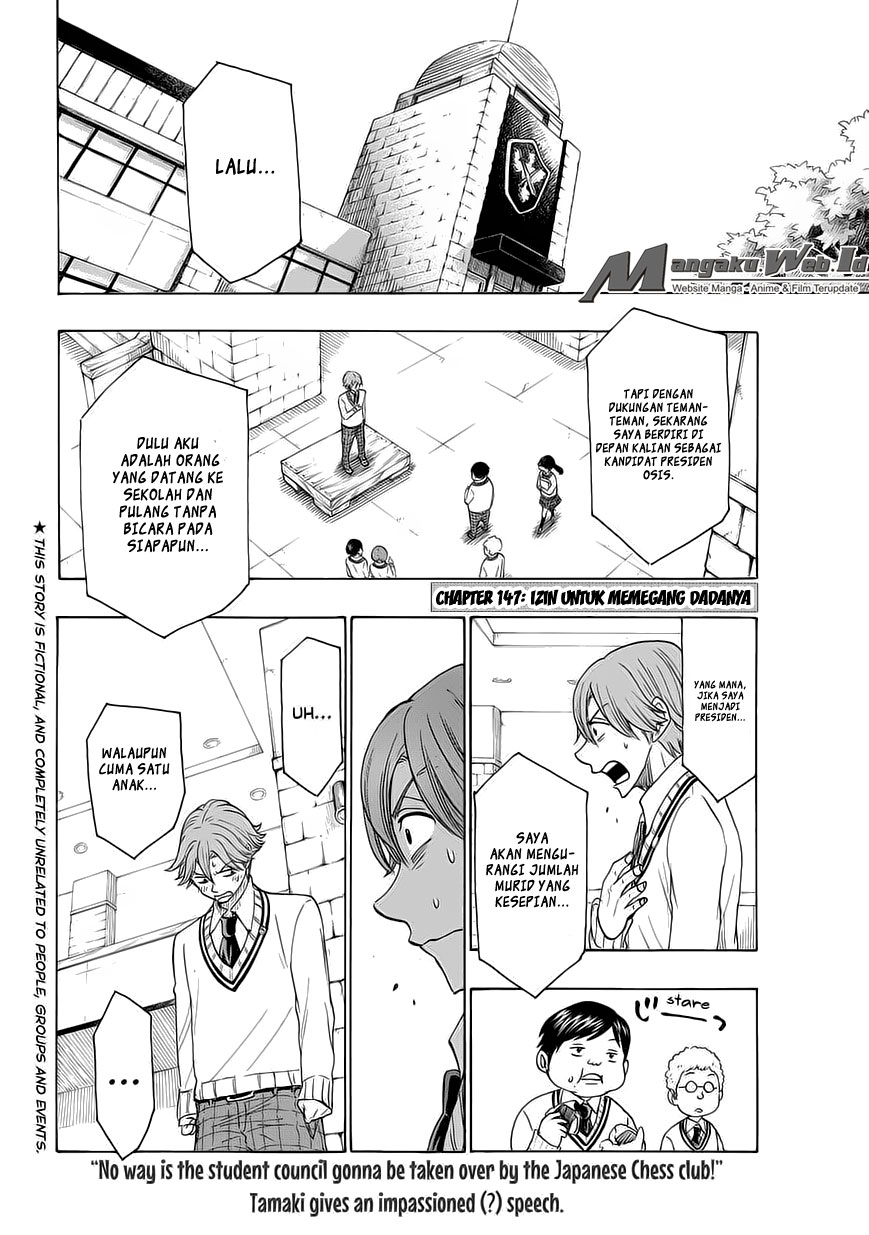 LALU...
Mangaku Web Id
Website Manga - Anime & Film Terupdate
TAPI DENGAN
DUKUNGAN TEMAN-
TEMAN, SEKARANG
SAYA BERDIRI DI
DEPAN KALIAN SEBAGAI
KANDIDAT PRESIDEN
OSIS.
DULU AKU
ADALAH ORANG
YANG DATANG KE
SEKOLAH DAN
PULANG TANPA
BICARA PADA
SIAPAPUN...
CHAPTER 147: IZIN UNTUK MEMEGANG DADANYA
YANG MANA,
JIKA SAYA
MENJADI
PRESIDEN...
SAYA
AKAN MENGU-
RANGI JUMLAH
MURID YANG
KESEPIAN...
stare
UH...
WALAUPUN
CUMA SATU
ANAK...
...
★ THIS STORY IS FICTIONAL, AND COMPLETELY UNRELATED TO PEOPLE, GROUPS AND EVENTS.
“No way is the student council gonna be taken over by the Japanese Chess club!”
Tamaki gives an impassioned (?) speech.